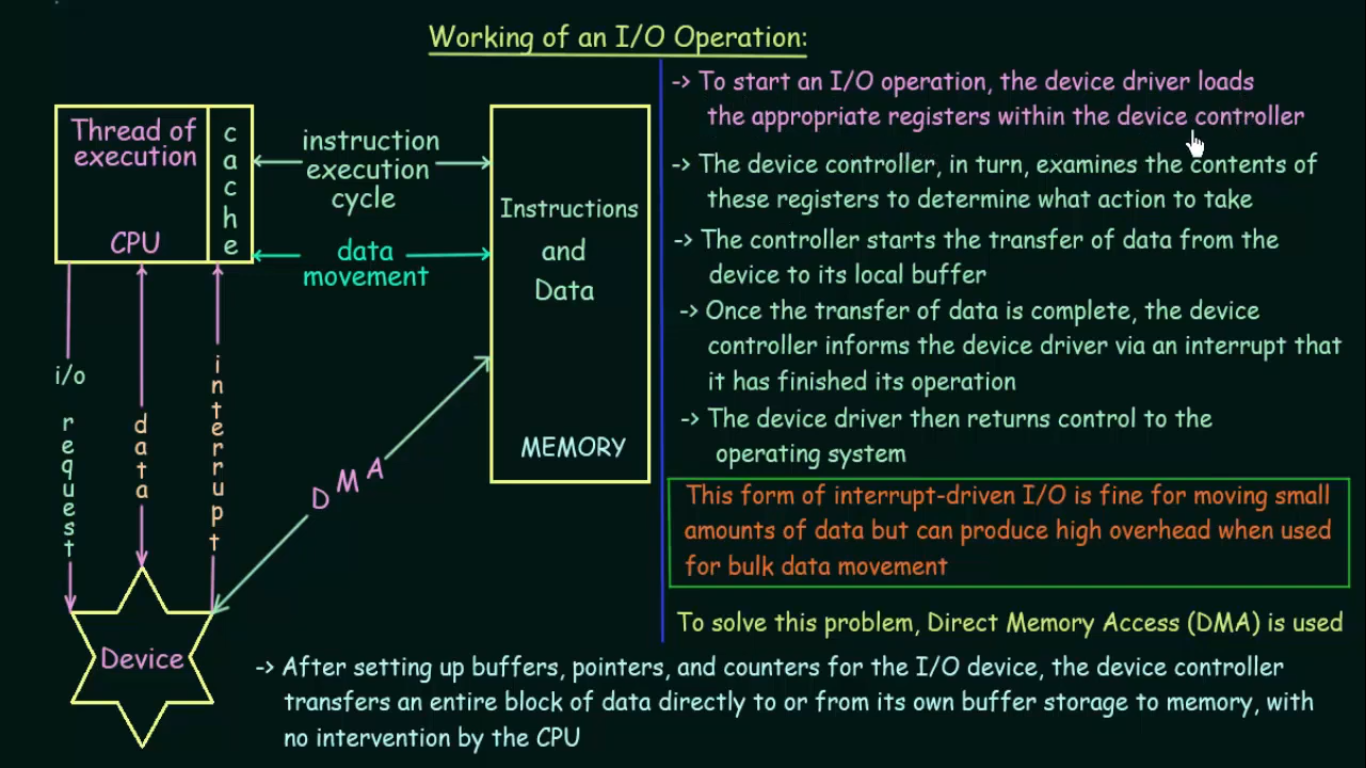 Working of an I/O Operation:
Thread of
execution
CPU
cache
instruction
execution
cycle
data
movement
Instructions
and
Data
MEMORY
i/o request
data
interrupt
DMA
Device
-> To start an I/O operation, the device driver loads
the appropriate registers within the device controller
-> The device controller, in turn, examines the contents of
these registers to determine what action to take
-> The controller starts the transfer of data from the
device to its local buffer
-> Once the transfer of data is complete, the device
controller informs the device driver via an interrupt that
it has finished its operation
-> The device driver then returns control to the
operating system
This form of interrupt-driven I/O is fine for moving small
amounts of data but can produce high overhead when used
for bulk data movement
To solve this problem, Direct Memory Access (DMA) is used
-> After setting up buffers, pointers, and counters for the I/O device, the device controller
transfers an entire block of data directly to or from its own buffer storage to memory, with
no intervention by the CPU